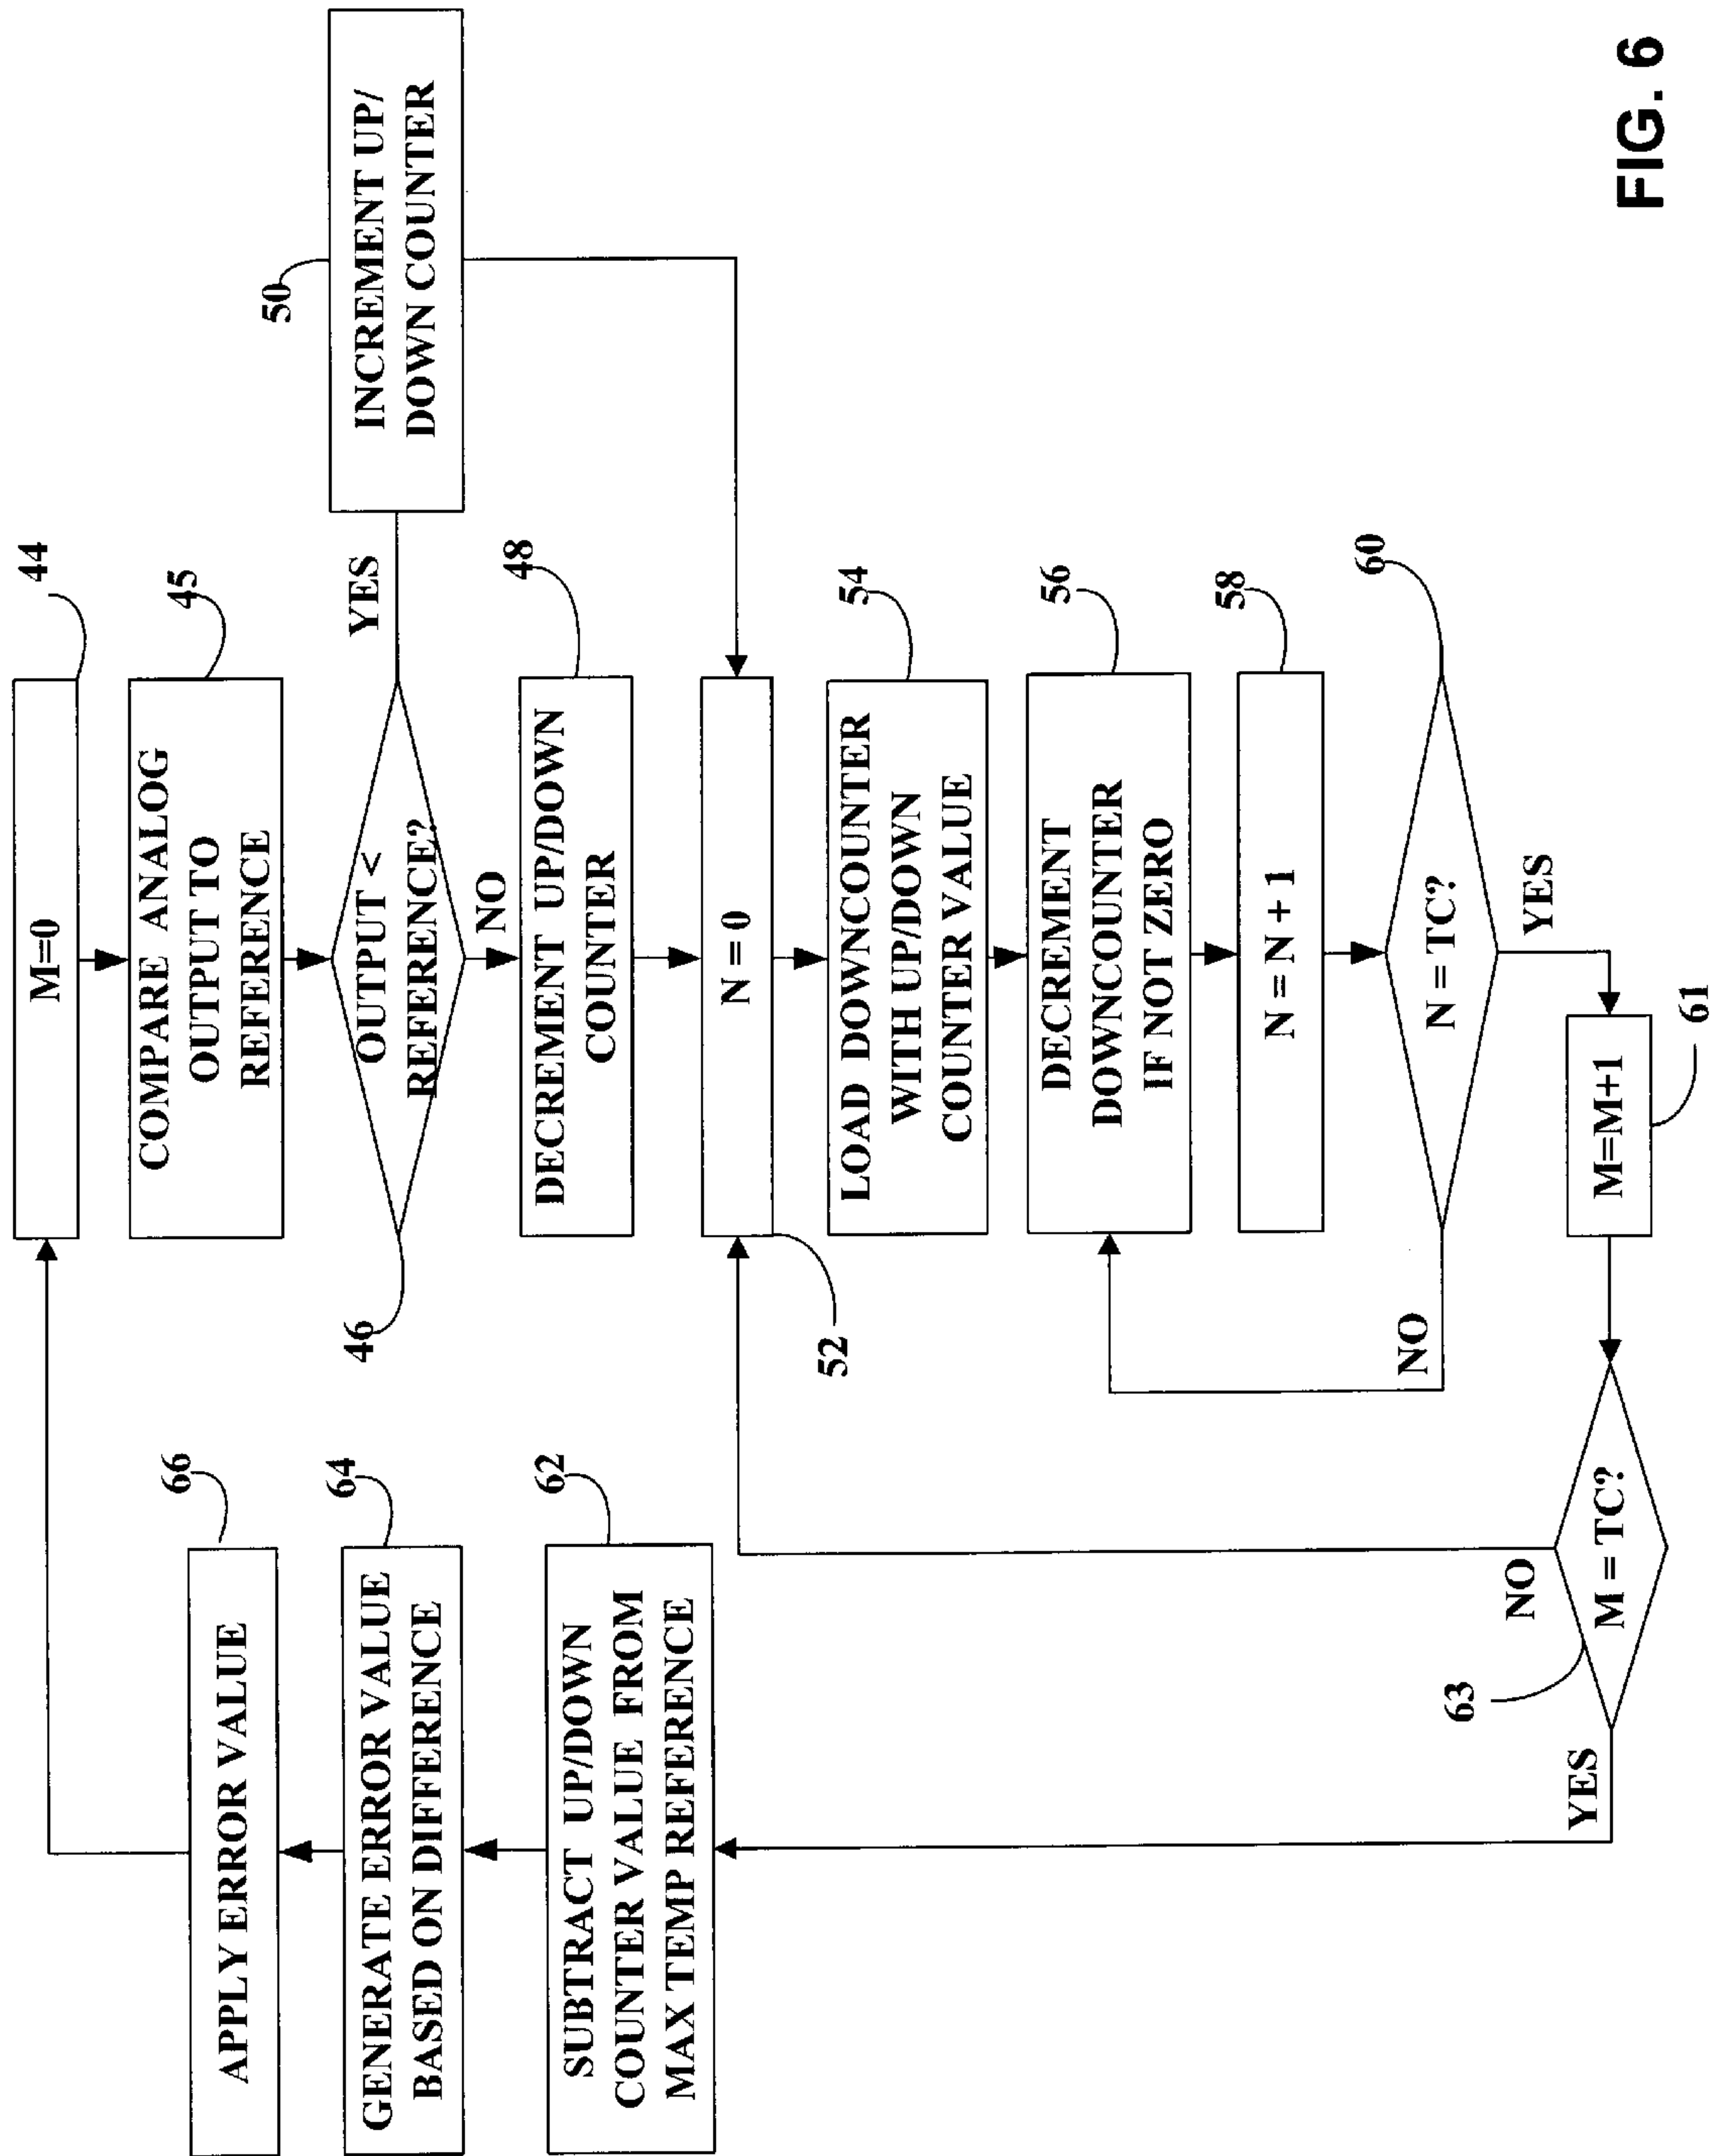 M=0
44
COMPARE ANALOG
OUTPUT TO
REFERENCE
45
OUTPUT <
REFERENCE?
46
YES
NO
INCREMENT UP/
DOWN COUNTER
50
DECREMENT UP/DOWN
COUNTER
48
N = 0
52
LOAD DOWNCOUNTER
WITH UP/DOWN
COUNTER VALUE
54
DECREMENT
DOWNCOUNTER
IF NOT ZERO
56
N = N + 1
58
N = TC?
60
NO
YES
M=M+1
61
M = TC?
63
NO
YES
SUBTRACT UP/DOWN
COUNTER VALUE FROM
MAX TEMP REFERENCE
62
GENERATE ERROR VALUE
BASED ON DIFFERENCE
64
APPLY ERROR VALUE
66
FIG. 6